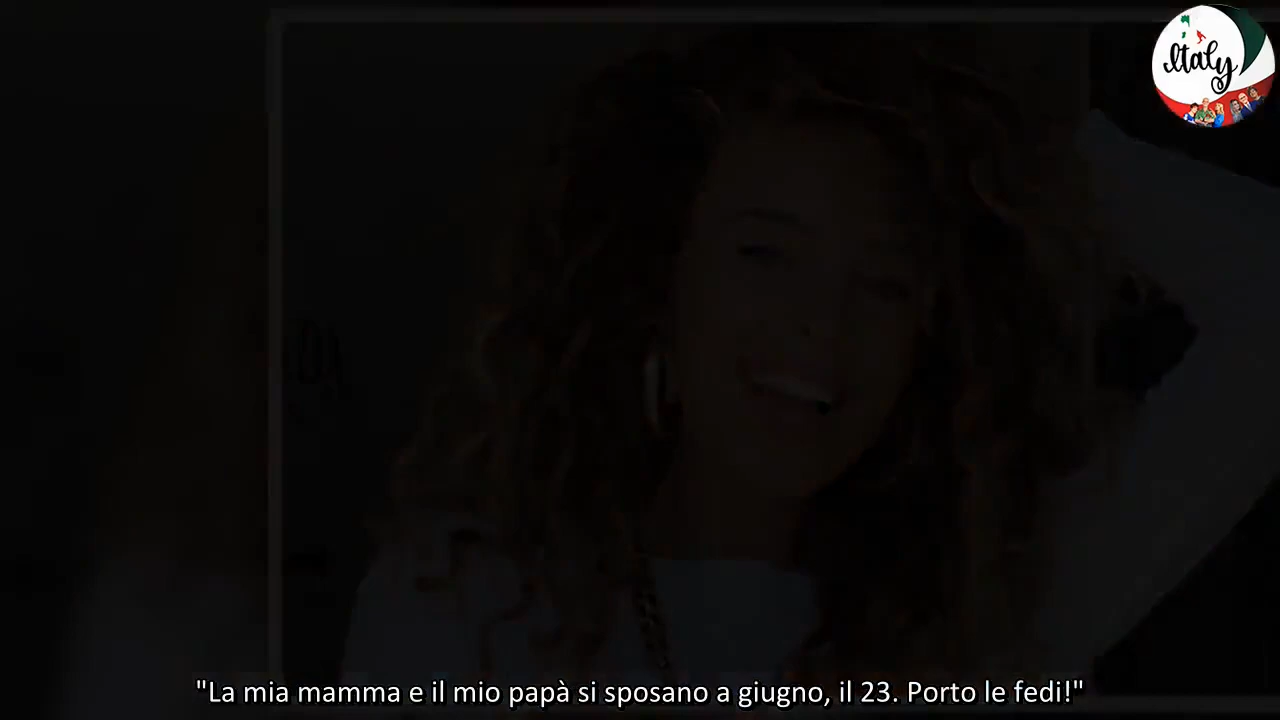 Italy
"La mia mamma e il mio papà si sposano a giugno, il 23. Porto le fedi!"